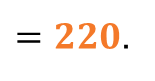 = 220.